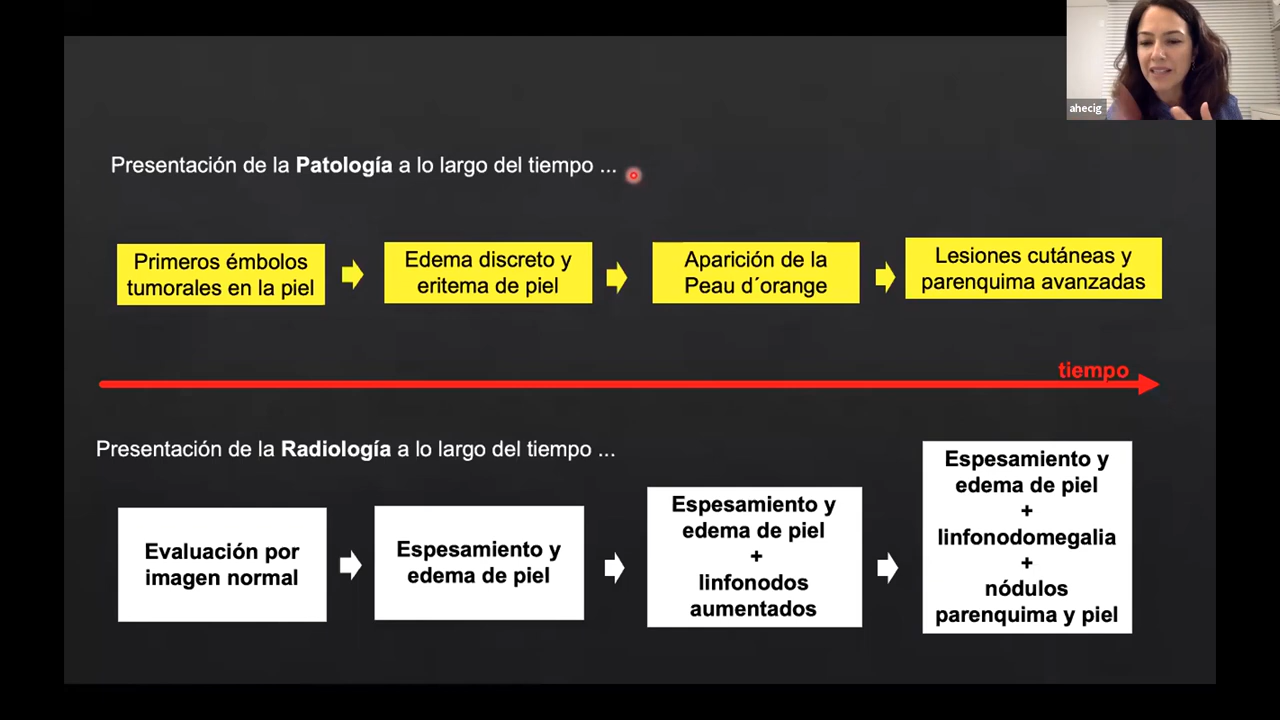 ahecig
Presentación de la Patología a lo largo del tiempo ...
Primeros émbolos
tumorales en la piel
Edema discreto y
eritema de piel
Aparición de la
Peau d´orange
Lesiones cutáneas y
parenquima avanzadas
tiempo
Presentación de la Radiología a lo largo del tiempo ...
Evaluación por
imagen normal
Espesamiento y
edema de piel
Espesamiento y
edema de piel
+
linfonodos
aumentados
Espesamiento y
edema de piel
+
linfonodomegalia
+
nódulos
parenquima y piel